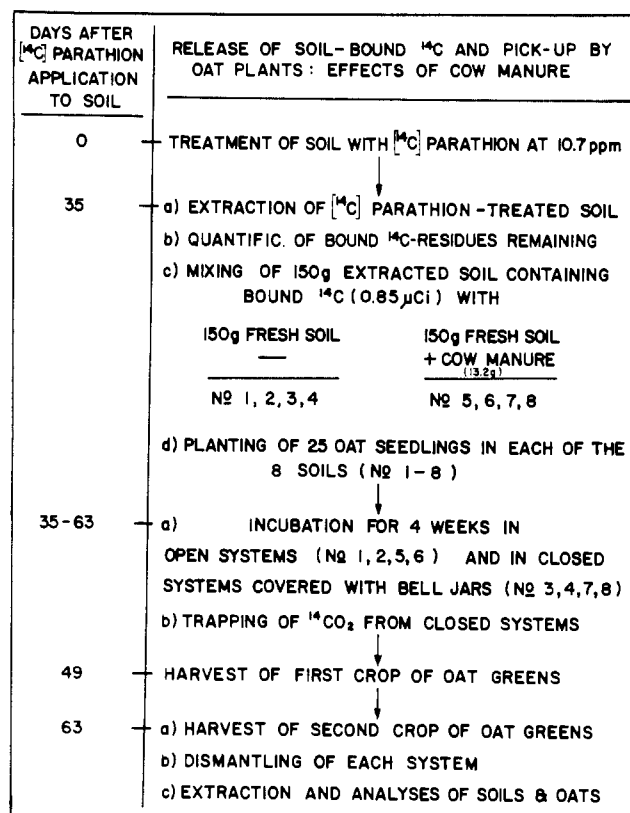 DAYS AFTER
[¹⁴C] PARATHION
APPLICATION
TO SOIL
RELEASE OF SOIL-BOUND ¹⁴C AND PICK-UP BY
OAT PLANTS: EFFECTS OF COW MANURE
0
TREATMENT OF SOIL WITH [¹⁴C] PARATHION AT 10.7 ppm
35
a) EXTRACTION OF [¹⁴C] PARATHION-TREATED SOIL
b) QUANTIFIC. OF BOUND ¹⁴C-RESIDUES REMAINING
c) MIXING OF 150g EXTRACTED SOIL CONTAINING
BOUND ¹⁴C (0.85 µCi) WITH
150g FRESH SOIL
—
Nº 1, 2, 3, 4
150g FRESH SOIL
+ COW MANURE
(13.2g)
Nº 5, 6, 7, 8
d) PLANTING OF 25 OAT SEEDLINGS IN EACH OF THE
8 SOILS (Nº 1-8)
35-63
a) INCUBATION FOR 4 WEEKS IN
OPEN SYSTEMS (Nº 1, 2, 5, 6) AND IN CLOSED
SYSTEMS COVERED WITH BELL JARS (Nº 3, 4, 7, 8)
b) TRAPPING OF ¹⁴CO₂ FROM CLOSED SYSTEMS
49
HARVEST OF FIRST CROP OF OAT GREENS
63
a) HARVEST OF SECOND CROP OF OAT GREENS
b) DISMANTLING OF EACH SYSTEM
c) EXTRACTION AND ANALYSES OF SOILS & OATS